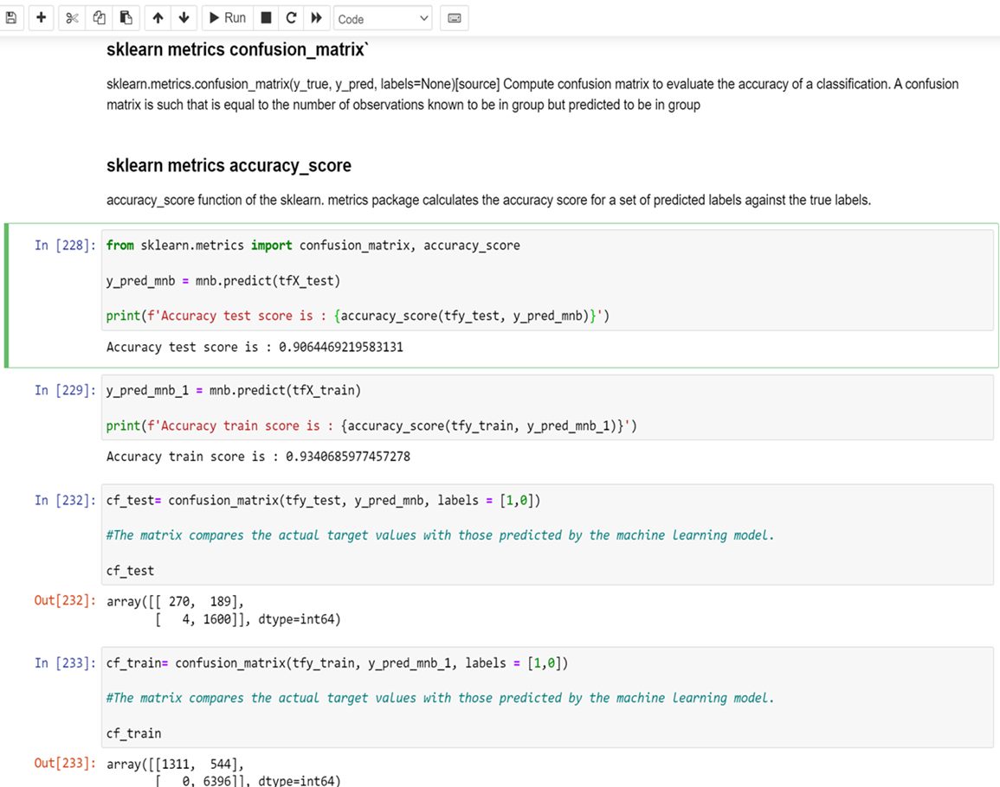 Run Code
sklearn metrics confusion_matrix`
sklearn.metrics.confusion_matrix(y_true, y_pred, labels=None)[source] Compute confusion matrix to evaluate the accuracy of a classification. A confusion
matrix is such that is equal to the number of observations known to be in group but predicted to be in group
sklearn metrics accuracy_score
accuracy_score function of the sklearn. metrics package calculates the accuracy score for a set of predicted labels against the true labels.
In [228]: from sklearn.metrics import confusion_matrix, accuracy_score
y_pred_mnb = mnb.predict(tfX_test)
print(f'Accuracy test score is : {accuracy_score(tfy_test, y_pred_mnb)}')
Accuracy test score is : 0.9064469219583131
In [229]: y_pred_mnb_1 = mnb.predict(tfX_train)
print(f'Accuracy train score is : {accuracy_score(tfy_train, y_pred_mnb_1)}')
Accuracy train score is : 0.9340685977457278
In [232]: cf_test= confusion_matrix(tfy_test, y_pred_mnb, labels = [1,0])
#The matrix compares the actual target values with those predicted by the machine learning model.
cf_test
Out[232]: array([[ 270,  189],
       [   4, 1600]], dtype=int64)
In [233]: cf_train= confusion_matrix(tfy_train, y_pred_mnb_1, labels = [1,0])
#The matrix compares the actual target values with those predicted by the machine learning model.
cf_train
Out[233]: array([[1311,  544],
       [   0, 6396]], dtype=int64)